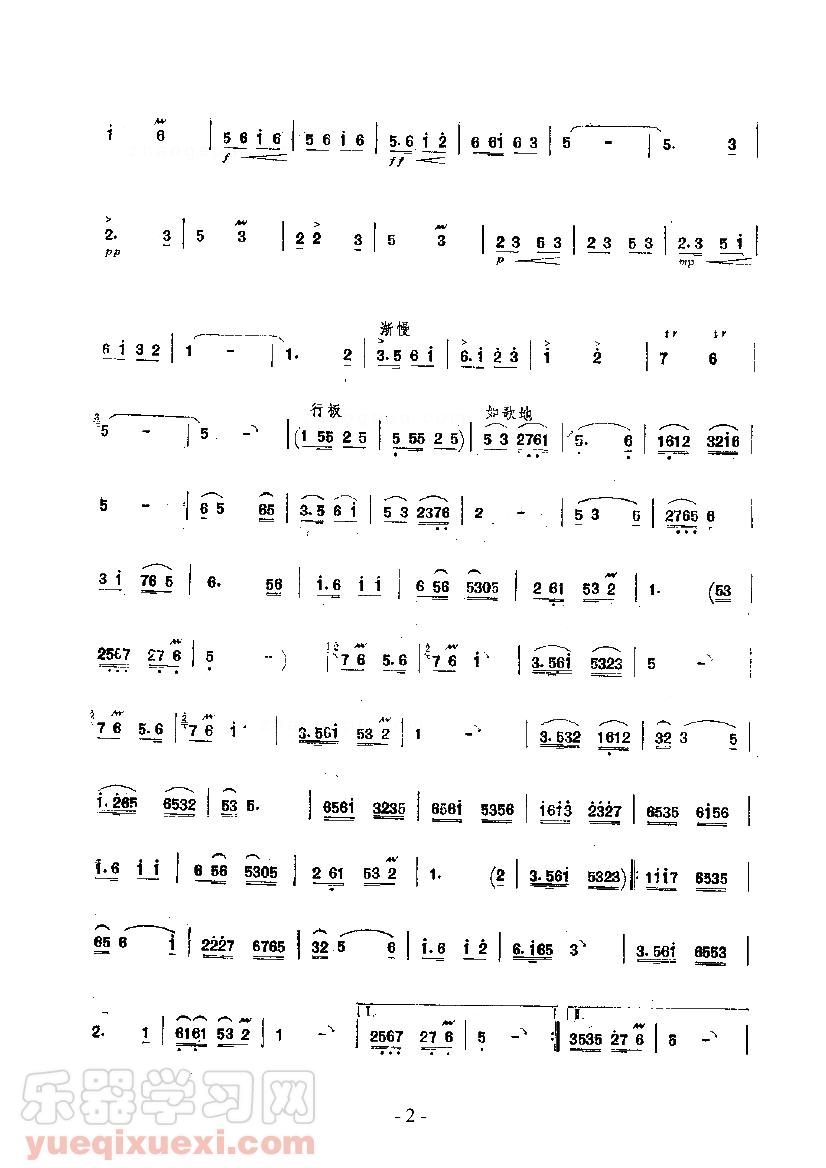 i 6 | 5 6 i 6 | 5 6 i 6 | 5. 6 i 2 | 6 6i 6 3 | 5 - | 5. 3 |
f ff
2. 3 | 5 3 | 2 2 3 | 5 3 | 2 3 6 3 | 2 3 5 3 | 2. 3 5 i |
pp p mp
渐慢 tr tr
6 i 3 2 | 1 - | 1. 2 | 3. 5 6 i | 6. i 2 3 | i 2 | 7 6 |
行板 如歌地
5 - | 5 - | (1 55 2 5 | 5 55 2 5) | 5 3 2761 | 5. 6 | 1612 3216 |
5 - | 6 5 65 | 3. 5 6 i | 5 3 2376 | 2 - | 5 3 6 | 2765 6 |
3 i 76 5 | 6. 56 | i. 6 i i | 6 56 5305 | 2 61 53 2 | 1. (53
2567 27 6 | 5 -) | 7 6 5. 6 | 7 6 i | 3. 56i 5323 | 5 - |
7 6 5. 6 | 7 6 i | 3. 56i 53 2 | 1 - | 3. 532 1612 | 32 3 5 |
i. 265 6532 | 53 5. | 656i 3235 | 656i 5356 | i6i3 2327 | 6535 6i56 |
i. 6 i i | 6 56 5305 | 2 61 53 2 | 1. (2 | 3. 56i 5323) |: 1ii7 6535 |
65 6 i | 2227 6765 | 32 5 6 | i. 6 i 2 | 6. i65 3 | 3. 56i 6553 |
I. II.
2. 1 | 6161 53 2 | 1 - | 2567 27 6 | 5 - :| 3535 27 6 | 5 - |
- 2 -
乐器学习网
yueqixuexi.com